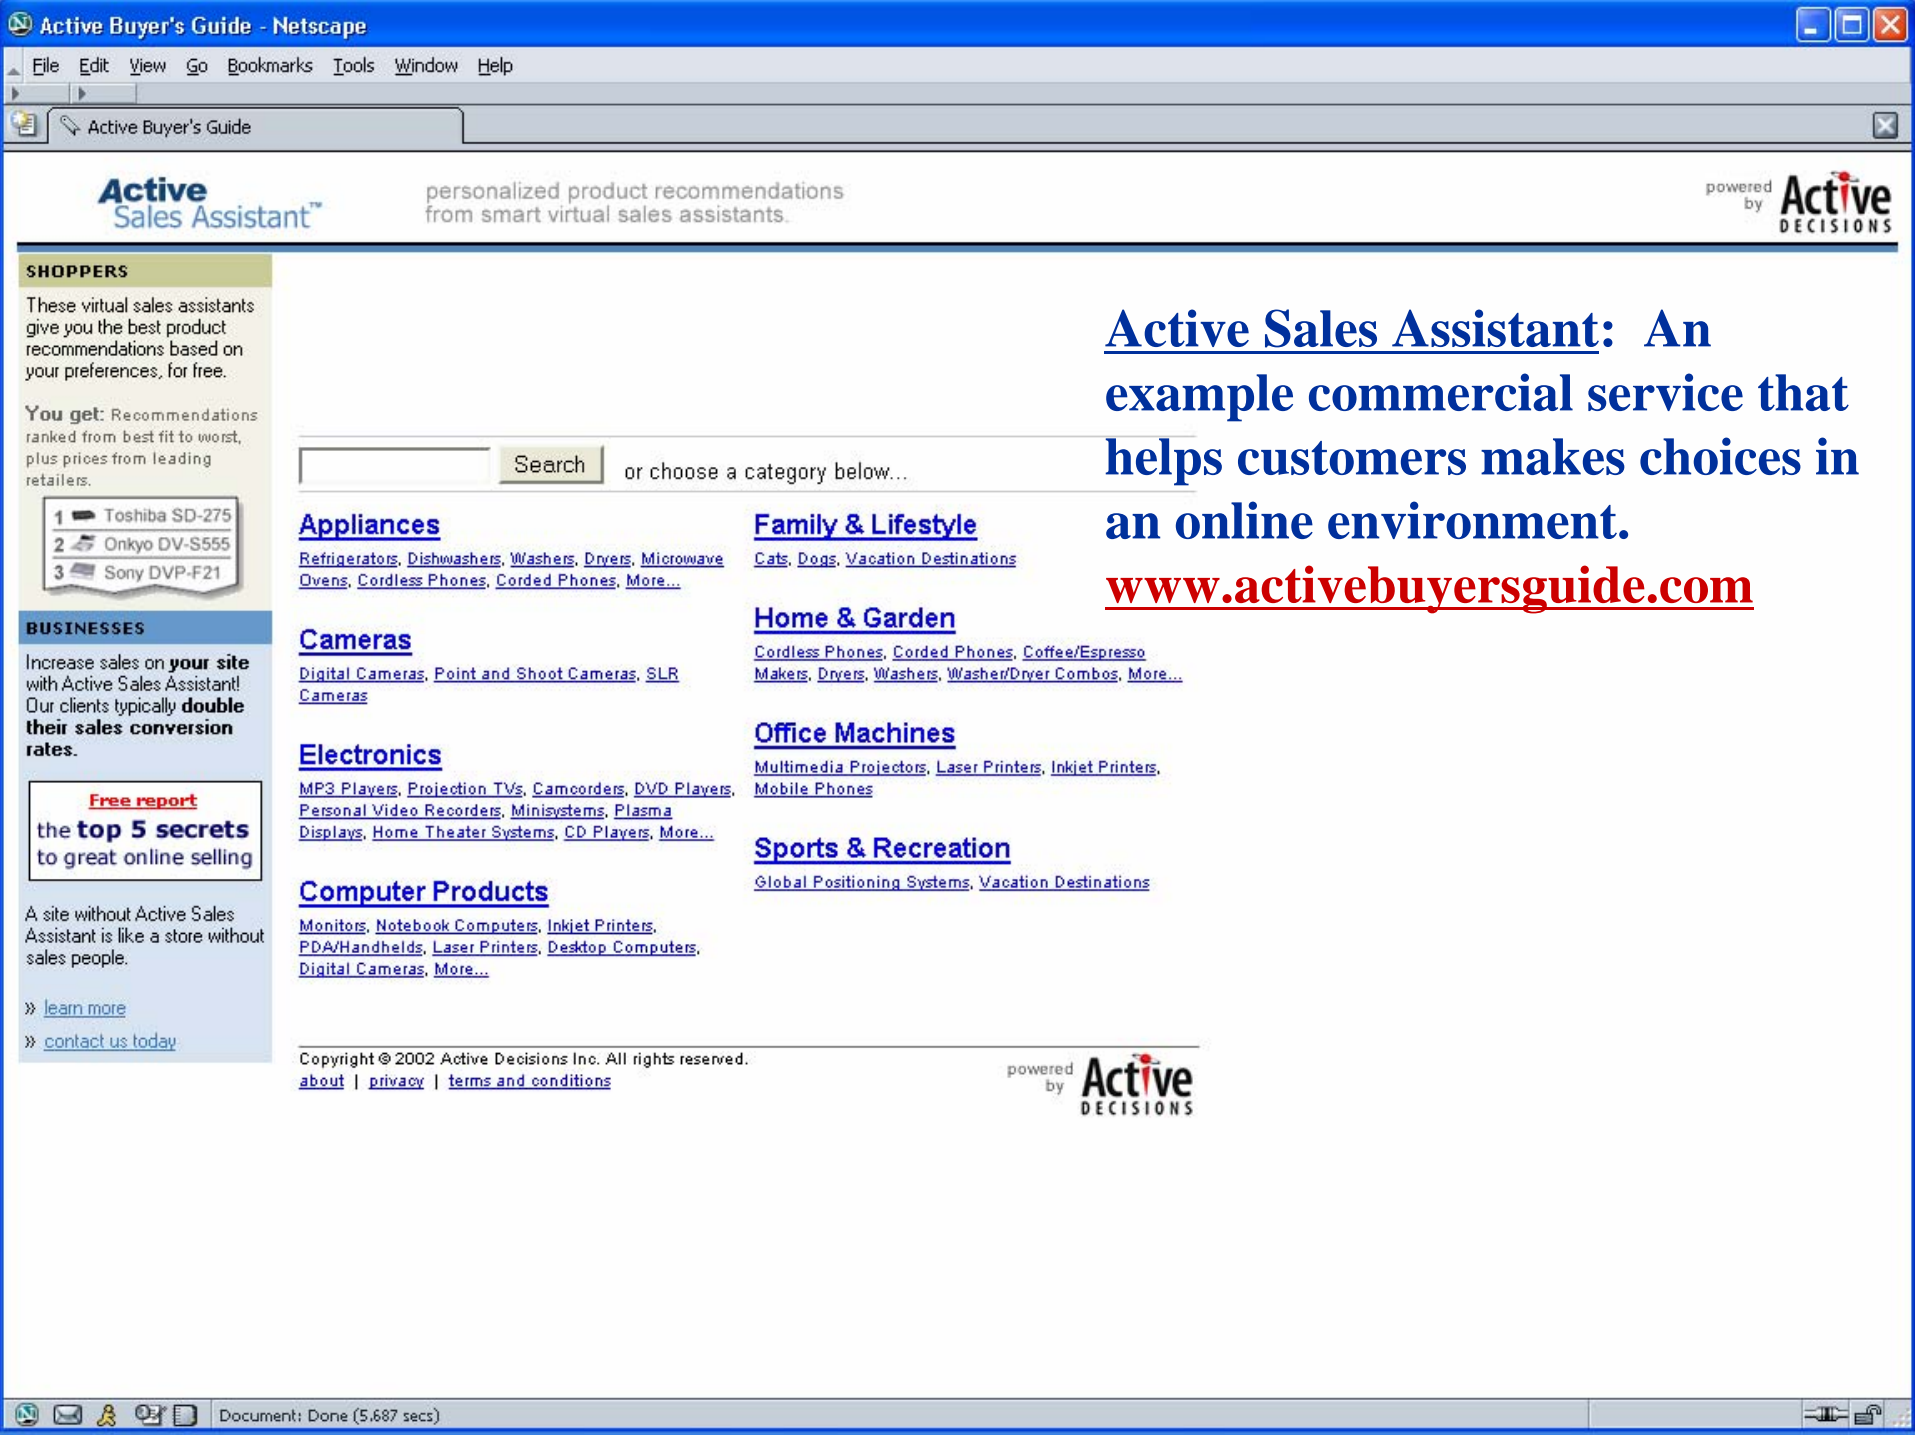 Active Buyer's Guide - Netscape
File Edit View Go Bookmarks Tools Window Help
Active Buyer's Guide
Active
Sales Assistant™
personalized product recommendations
from smart virtual sales assistants.
powered
by
Active
DECISIONS
SHOPPERS
These virtual sales assistants
give you the best product
recommendations based on
your preferences, for free.
You get: Recommendations
ranked from best fit to worst,
plus prices from leading
retailers.
1 Toshiba SD-275
2 Onkyo DV-S555
3 Sony DVP-F21
BUSINESSES
Increase sales on your site
with Active Sales Assistant!
Our clients typically double
their sales conversion
rates.
Free report
the top 5 secrets
to great online selling
A site without Active Sales
Assistant is like a store without
sales people.
» learn more
» contact us today
Search or choose a category below...
Appliances
Refrigerators, Dishwashers, Washers, Dryers, Microwave
Ovens, Cordless Phones, Corded Phones, More...
Cameras
Digital Cameras, Point and Shoot Cameras, SLR
Cameras
Electronics
MP3 Players, Projection TVs, Camcorders, DVD Players,
Personal Video Recorders, Minisystems, Plasma
Displays, Home Theater Systems, CD Players, More...
Computer Products
Monitors, Notebook Computers, Inkjet Printers,
PDA/Handhelds, Laser Printers, Desktop Computers,
Digital Cameras, More...
Family & Lifestyle
Cats, Dogs, Vacation Destinations
Home & Garden
Cordless Phones, Corded Phones, Coffee/Espresso
Makers, Dryers, Washers, Washer/Dryer Combos, More...
Office Machines
Multimedia Projectors, Laser Printers, Inkjet Printers,
Mobile Phones
Sports & Recreation
Global Positioning Systems, Vacation Destinations
Active Sales Assistant: An
example commercial service that
helps customers makes choices in
an online environment.
www.activebuyersguide.com
Copyright © 2002 Active Decisions Inc. All rights reserved.
about | privacy | terms and conditions
powered
by
Active
DECISIONS
Document: Done (5.687 secs)